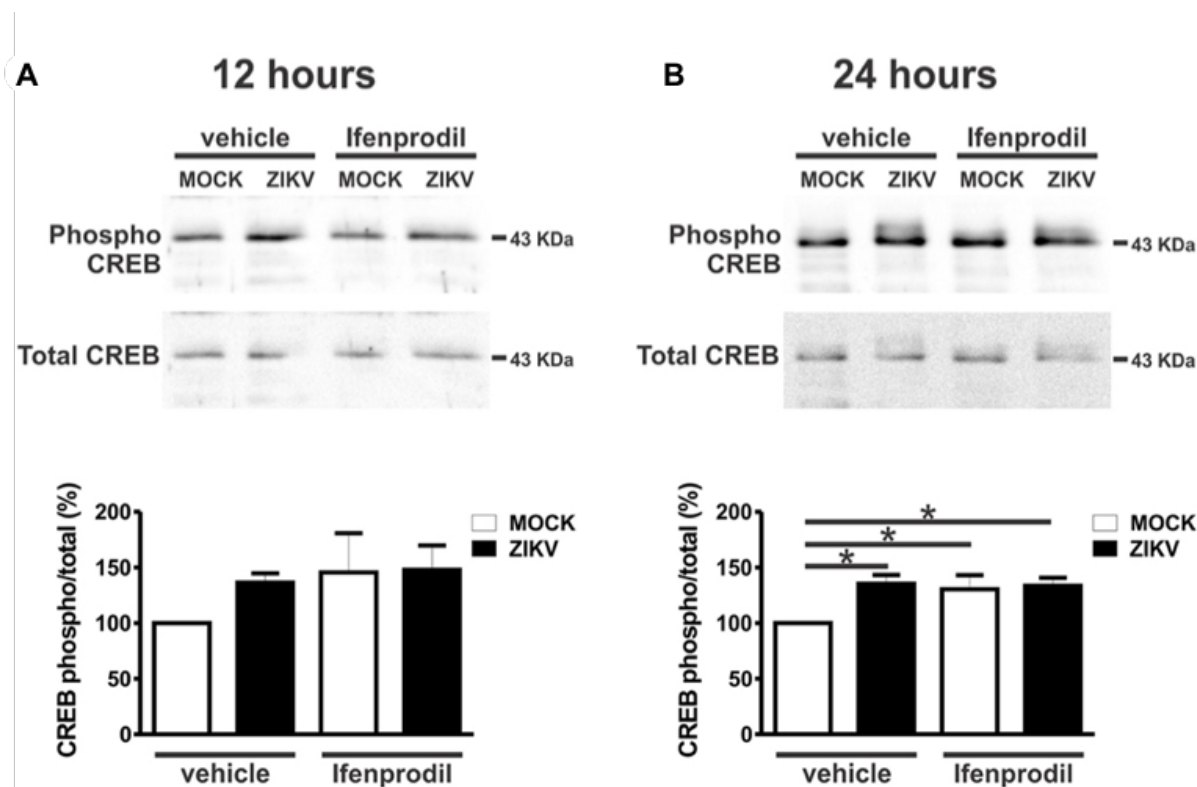 A
12 hours
vehicle
Ifenprodil
MOCK
ZIKV
MOCK
ZIKV
Phospho
CREB
43 KDa
Total CREB
43 KDa
CREB phospho/total (%)
200
150
100
50
0
MOCK
ZIKV
vehicle
Ifenprodil
B
24 hours
vehicle
Ifenprodil
MOCK
ZIKV
MOCK
ZIKV
Phospho
CREB
43 KDa
Total CREB
43 KDa
CREB phospho/total (%)
200
150
100
50
0
*
*
*
MOCK
ZIKV
vehicle
Ifenprodil